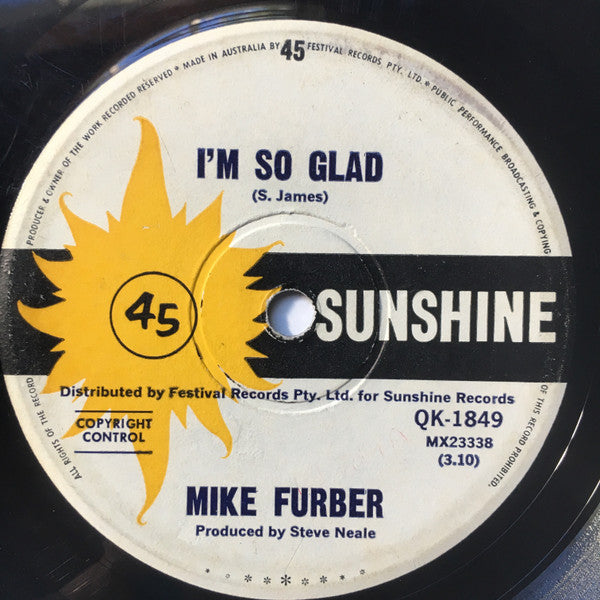 PRODUCER & OWNER OF THE WORK RECORDED RESERVED * MADE IN AUSTRALIA BY 45 FESTIVAL RECORDS PTY. LTD. * PUBLIC PERFORMANCE BROADCASTING & COPYING
I'M SO GLAD
(S. James)
45
SUNSHINE
Distributed by Festival Records Pty. Ltd. for Sunshine Records
COPYRIGHT
CONTROL
QK-1849
MX23338
(3.10)
ALL RIGHTS OF THE RECORD
OF THIS RECORD PROHIBITED.
MIKE FURBER
Produced by Steve Neale